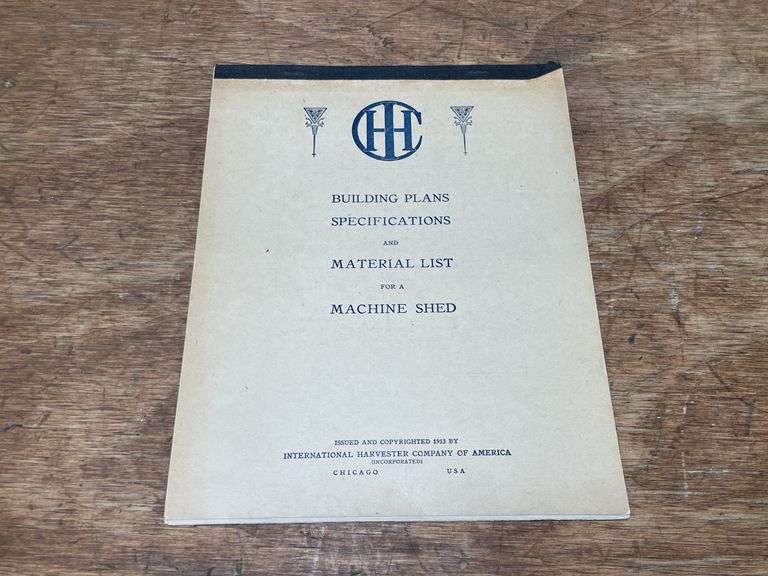 IHC
BUILDING PLANS
SPECIFICATIONS
AND
MATERIAL LIST
FOR A
MACHINE SHED
ISSUED AND COPYRIGHTED 1913 BY
INTERNATIONAL HARVESTER COMPANY OF AMERICA
(INCORPORATED)
CHICAGO USA